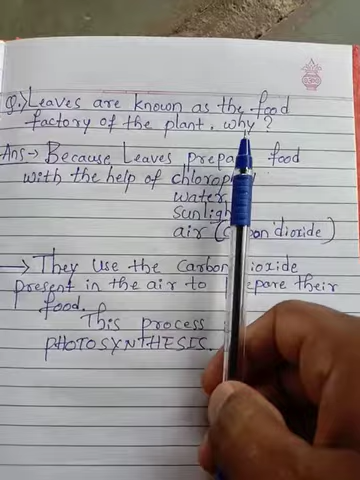 Q.→ Leaves are known as the food
factory of the plant. why?
Ans → Because Leaves prepa food
with the help of chlorop
water
sunligh
air (ca bon dioxide)
→ They use the Carbon ioxide
present in the air to epare their
food.
This process
PHOTOSYNTHESIS.